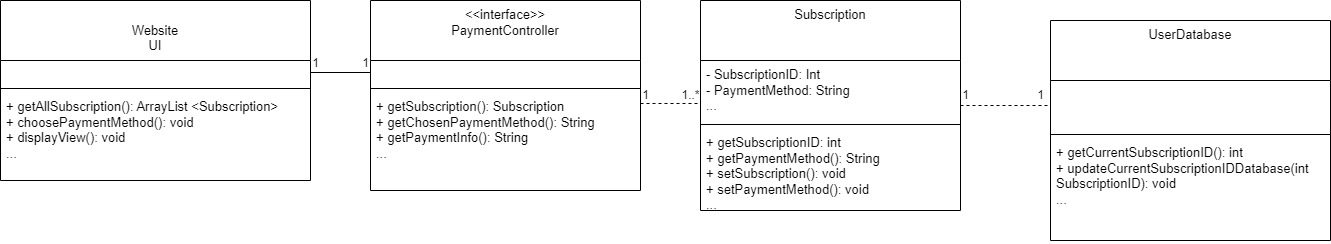 Website
UI
+ getAllSubscription(): ArrayList <Subscription>
+ choosePaymentMethod(): void
+ displayView(): void
...
1
1
<<interface>>
PaymentController
+ getSubscription(): Subscription
+ getChosenPaymentMethod(): String
+ getPaymentInfo(): String
...
1
1..*
Subscription
- SubscriptionID: Int
- PaymentMethod: String
...
+ getSubscriptionID: int
+ getPaymentMethod(): String
+ setSubscription(): void
+ setPaymentMethod(): void
...
1
1
UserDatabase
+ getCurrentSubscriptionID(): int
+ updateCurrentSubscriptionIDDatabase(int
SubscriptionID): void
...